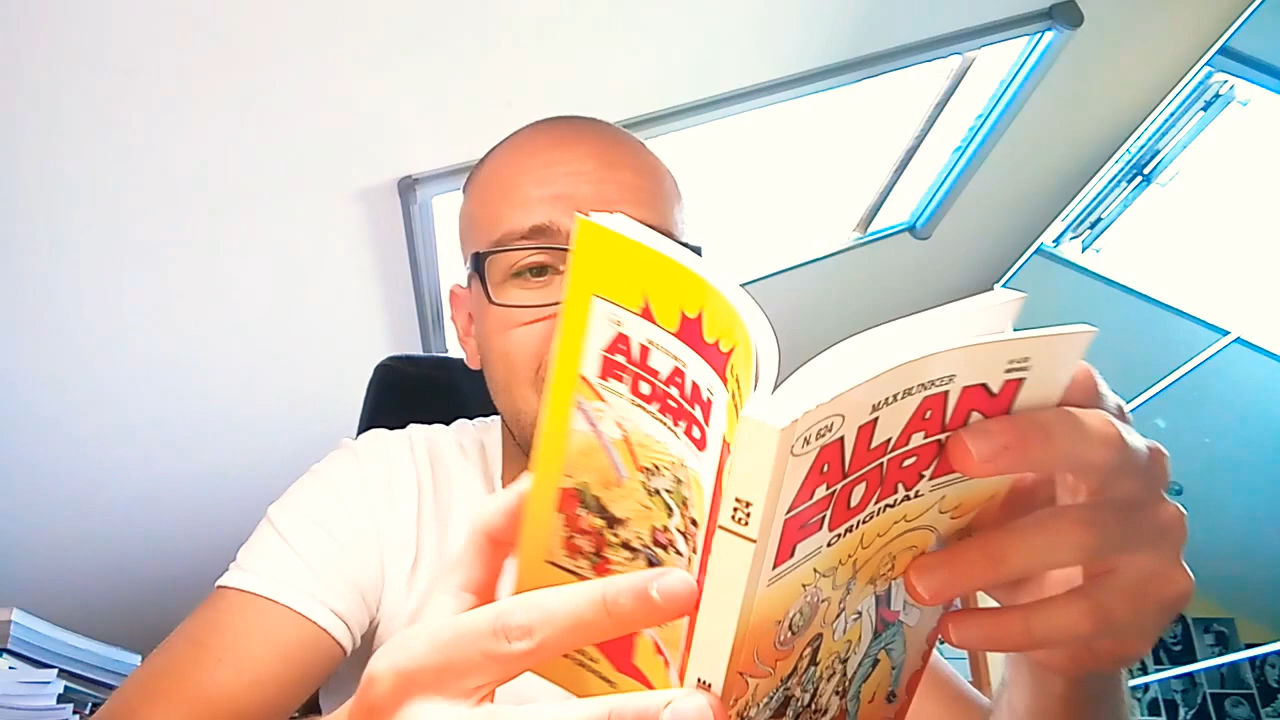 ALAN
FORD
624
MAX BUNKER
N. 624
ALAN
FORD
ORIGINAL